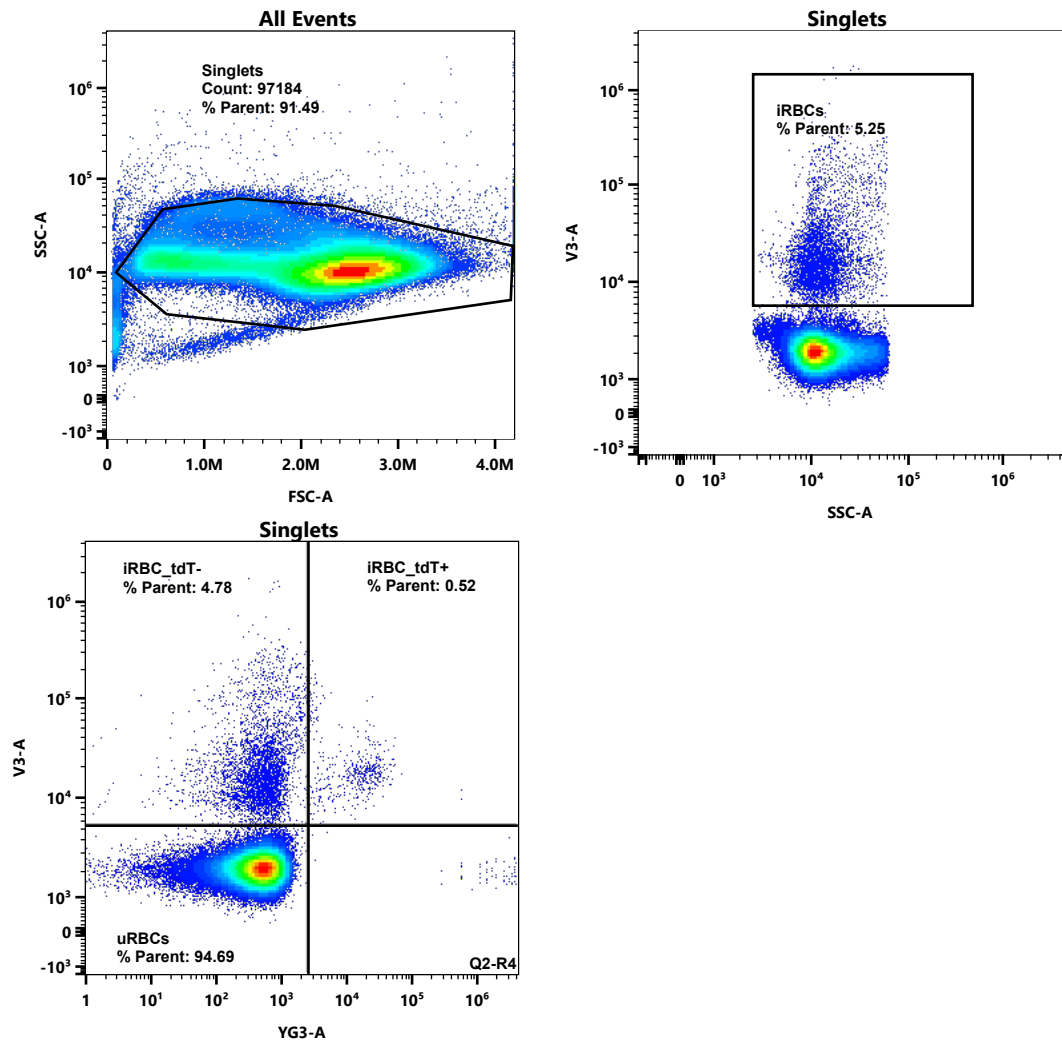 All Events
Singlets
Count: 97184
% Parent: 91.49
10⁶
10⁵
10⁴
10³
0
-10³
SSC-A
0
1.0M
2.0M
3.0M
4.0M
FSC-A
Singlets
iRBCs
% Parent: 5.25
10⁶
10⁵
10⁴
10³
0
-10³
V3-A
0
10³
10⁴
10⁵
10⁶
SSC-A
Singlets
iRBC_tdT-
% Parent: 4.78
iRBC_tdT+
% Parent: 0.52
10⁶
10⁵
10⁴
10³
0
-10³
V3-A
uRBCs
% Parent: 94.69
Q2-R4
1
10¹
10²
10³
10⁴
10⁵
10⁶
YG3-A